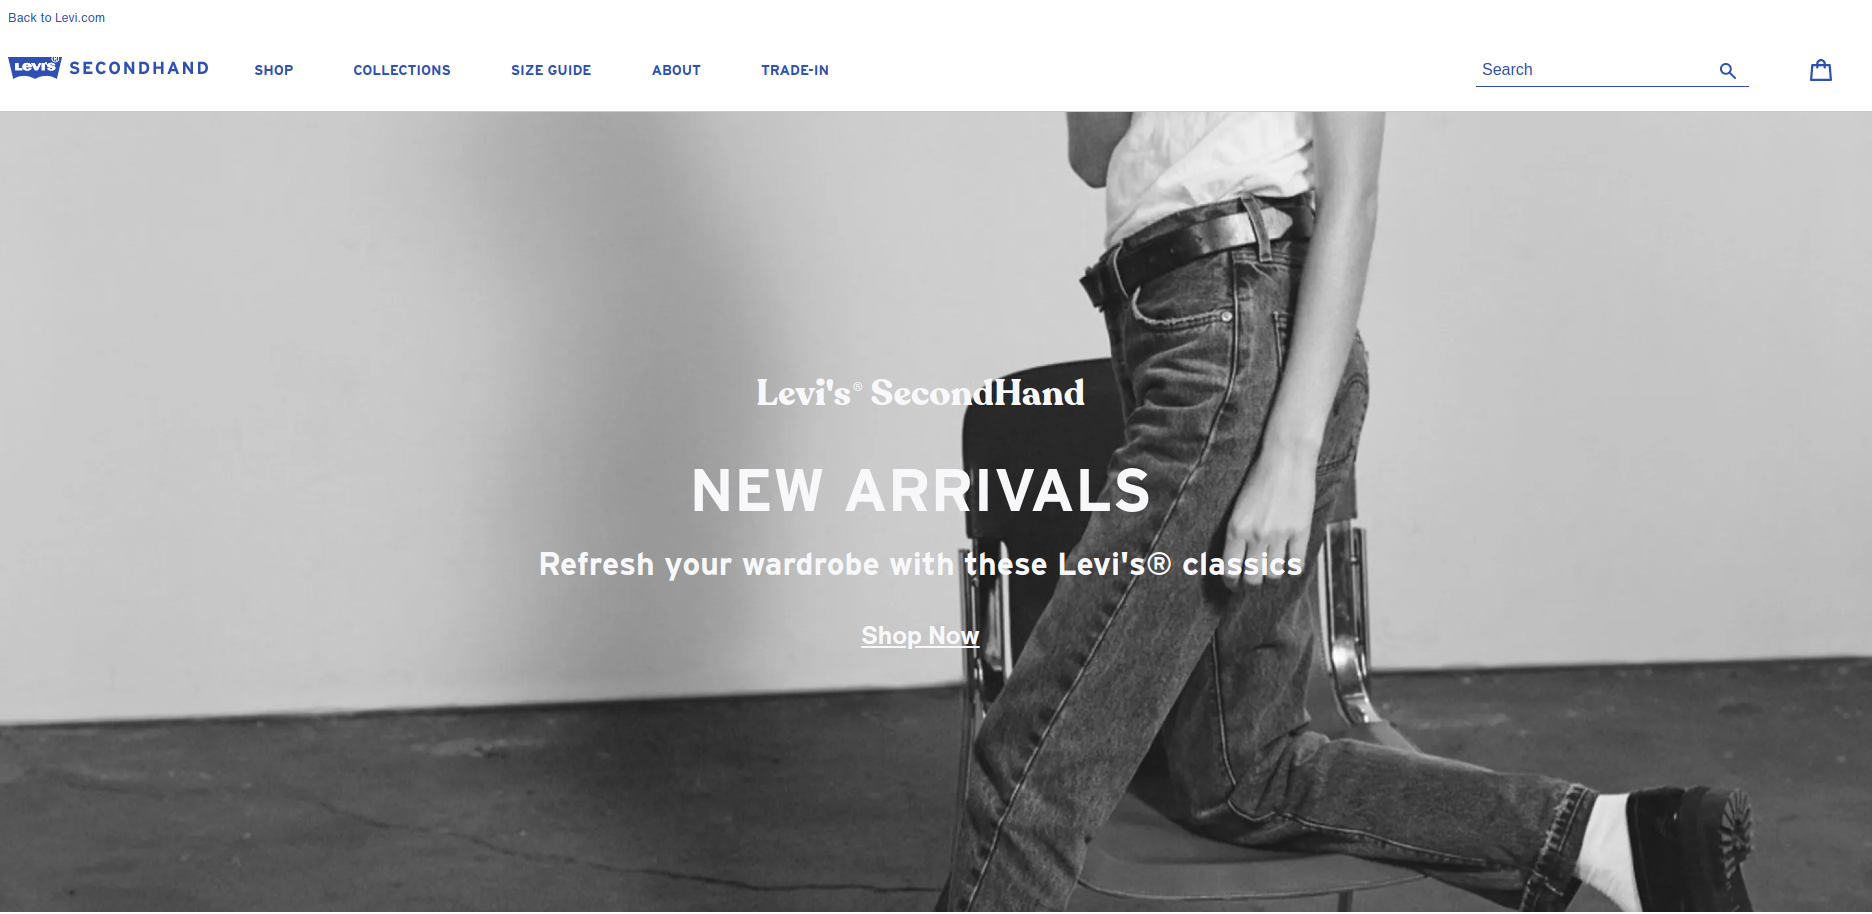 Back to Levi.com
Levi's® SECONDHAND
SHOP
COLLECTIONS
SIZE GUIDE
ABOUT
TRADE-IN
Search
Levi's® SecondHand
NEW ARRIVALS
Refresh your wardrobe with these Levi's® classics
Shop Now